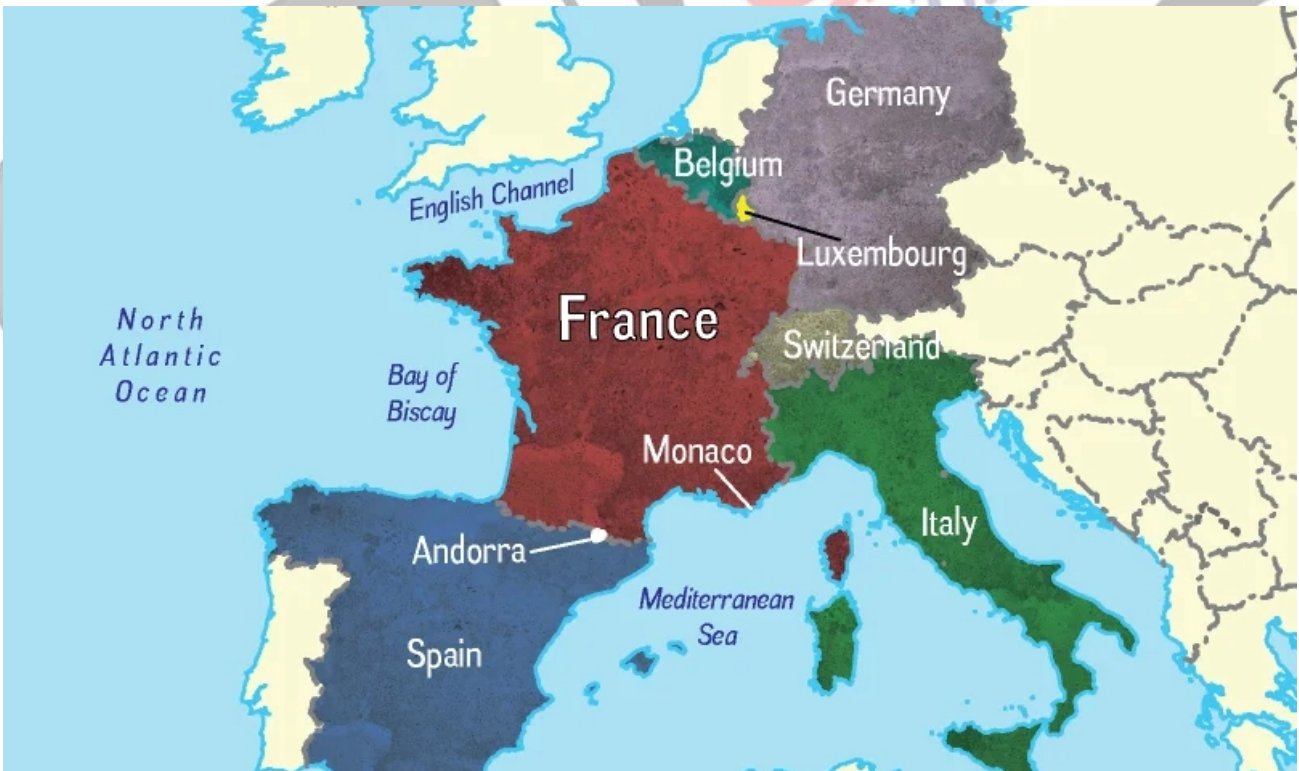 Germany
Belgium
English Channel
Luxembourg
France
North
Atlantic
Ocean
Switzerland
Bay of
Biscay
Monaco
Italy
Andorra
Mediterranean
Sea
Spain